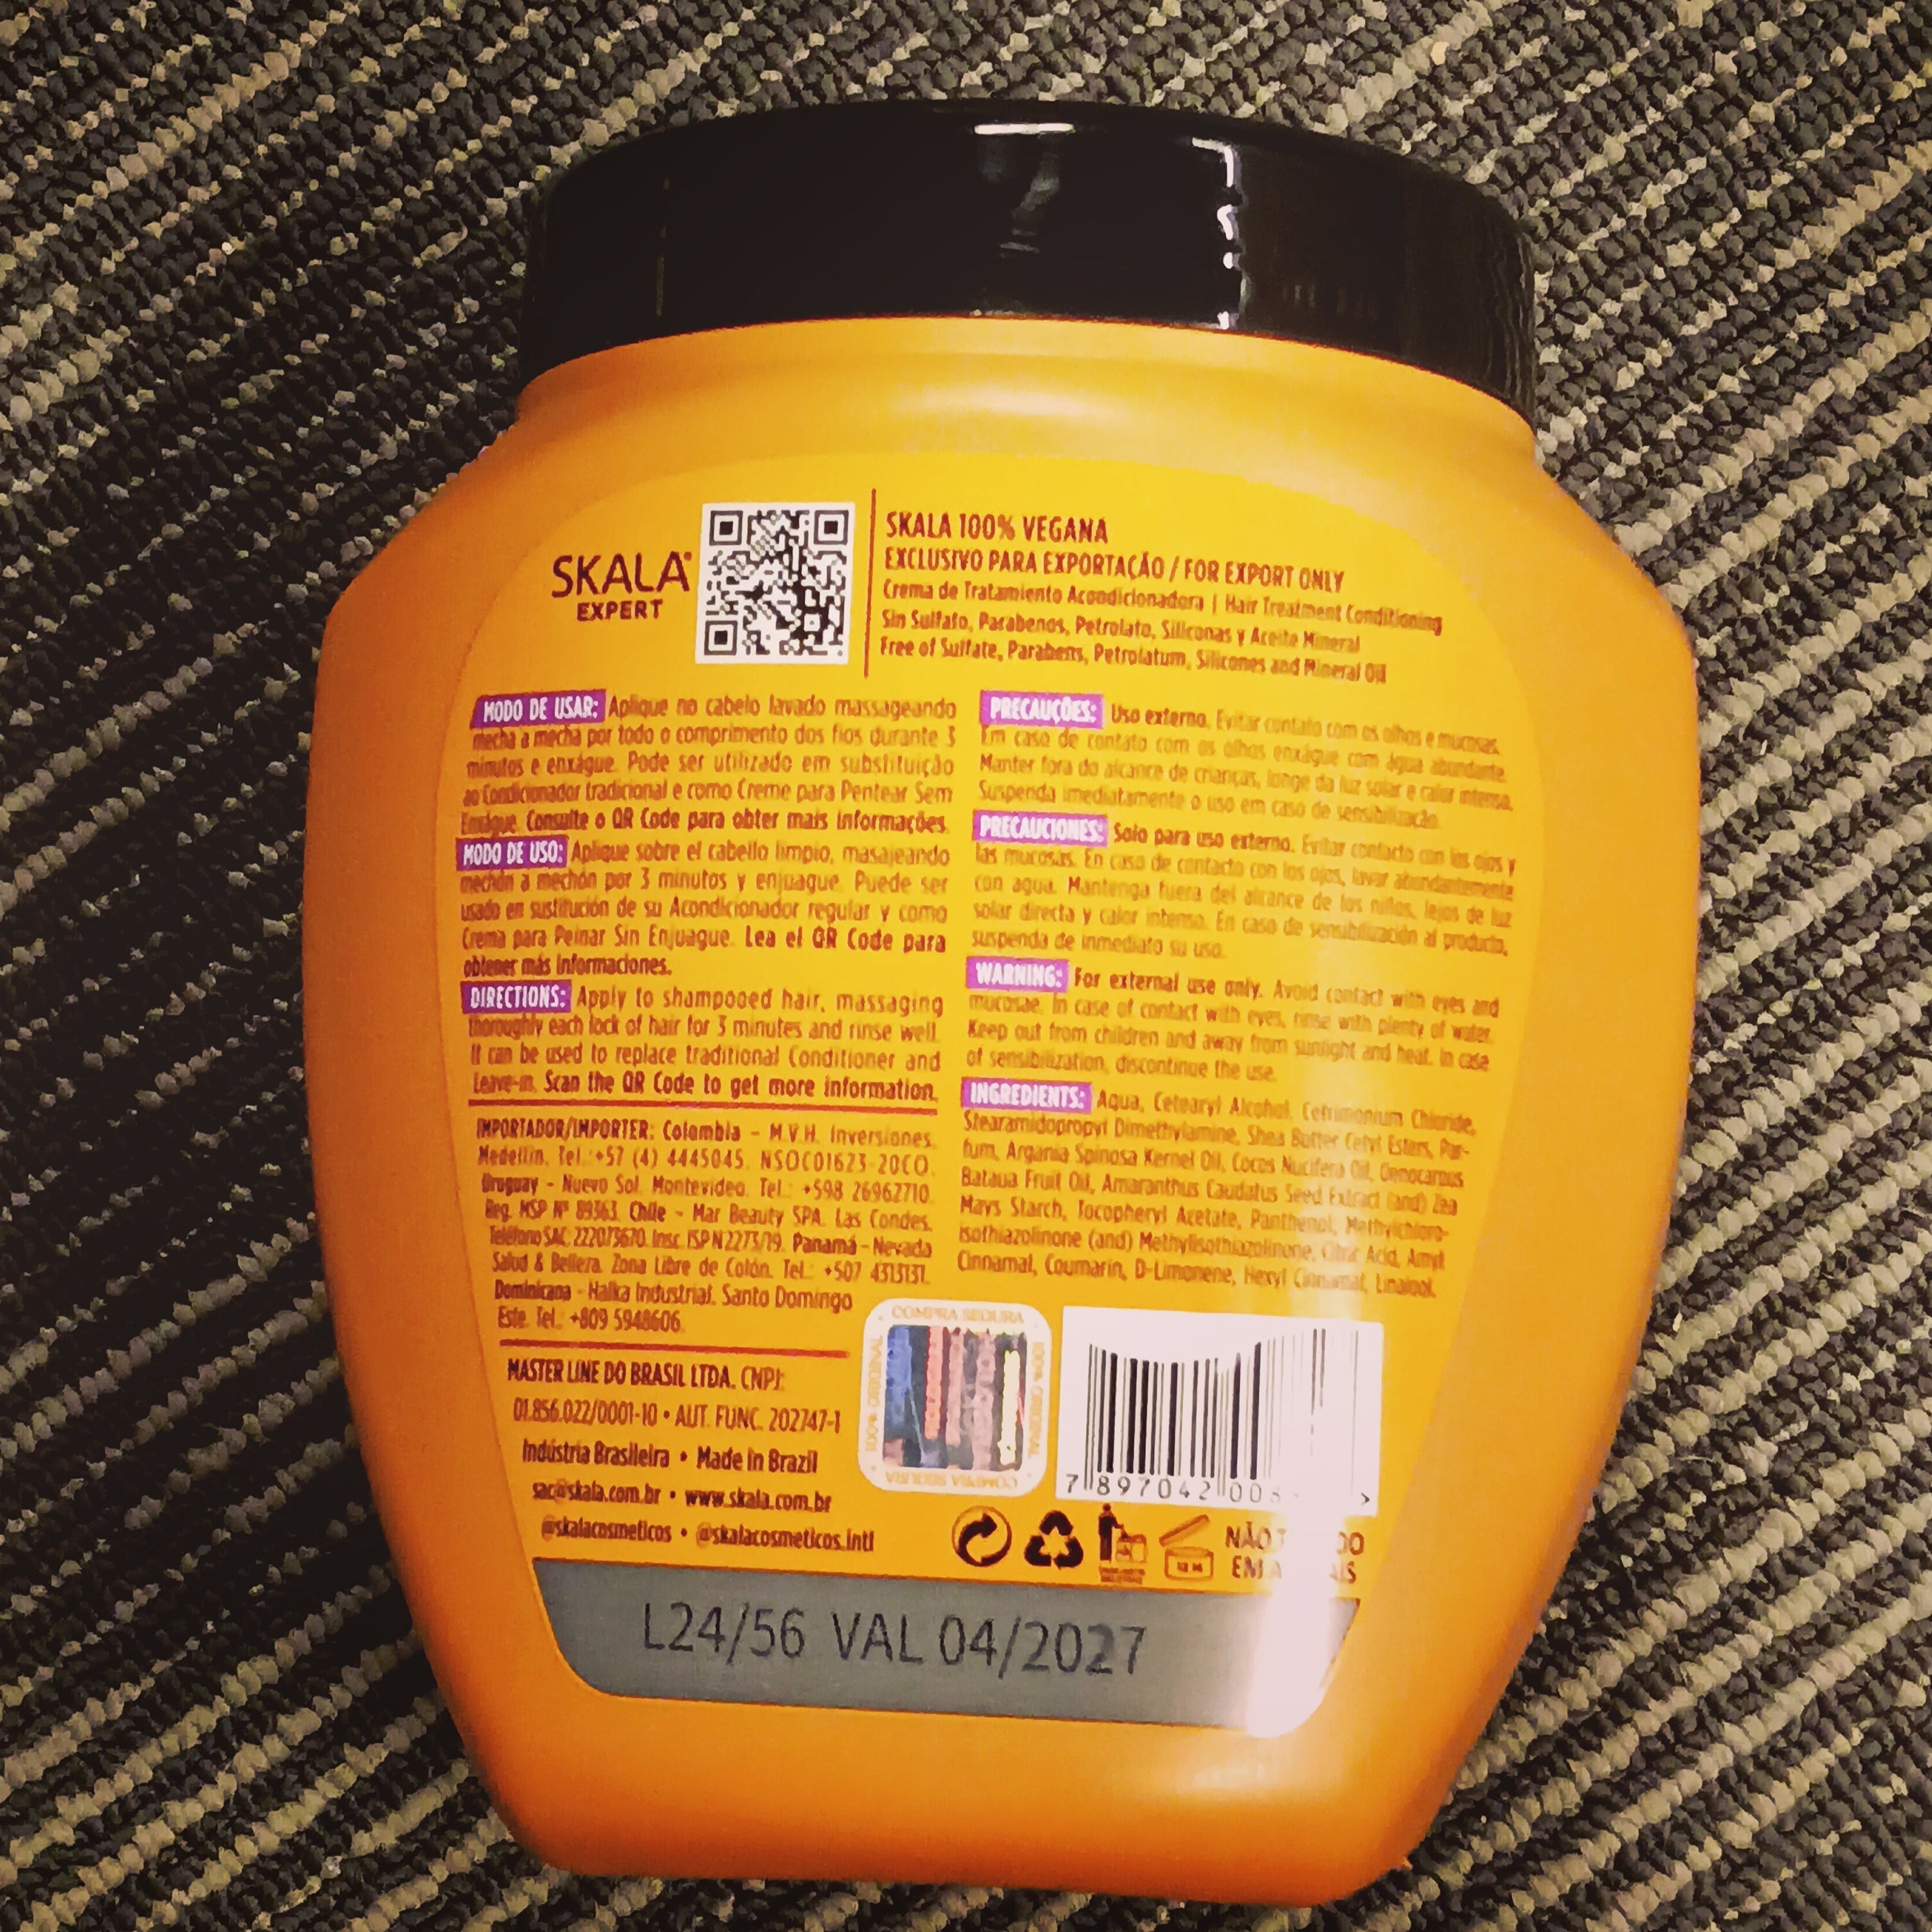 SKALA
EXPERT
SKALA 100% VEGANA
EXCLUSIVO PARA EXPORTAÇÃO / FOR EXPORT ONLY
Crema de Tratamiento Acondicionadora | Hair Treatment Conditioning
Sin Sulfato, Parabenos, Petrolato, Siliconas y Aceite Mineral
Free of Sulfate, Parabens, Petrolatum, Silicones and Mineral Oil
MODO DE USAR: Aplique no cabelo lavado massageando
mecha a mecha por todo o comprimento dos fios durante 3
minutos e enxágue. Pode ser utilizado em substituição
ao Condicionador tradicional e como Creme para Pentear Sem
Enxágue. Consulte o QR Code para obter mais informações.
MODO DE USO: Aplique sobre el cabello limpio, masajeando
mechón a mechón por 3 minutos y enjuague. Puede ser
usado en sustitución de su Acondicionador regular y como
Crema para Peinar Sin Enjuague. Lea el QR Code para
obtener más informaciones.
DIRECTIONS: Apply to shampooed hair, massaging
thoroughly each lock of hair for 3 minutes and rinse well.
It can be used to replace traditional Conditioner and
Leave-in. Scan the QR Code to get more information.
IMPORTADOR/IMPORTER: Colombia - M.V.H. Inversiones.
Medellín. Tel.:+57 (4) 4445045. NSOC01623-20CO.
Uruguay - Nuevo Sol. Montevideo. Tel.: +598 26962710.
Reg. MSP Nº 89363. Chile - Mar Beauty SPA. Las Condes.
Teléfono SAC: 222073670. Insc. ISP N 2273/19. Panamá - Nevada
Salud & Belleza. Zona Libre de Colón. Tel.: +507 4313131.
Dominicana - Halka Industrial. Santo Domingo
Este. Tel.: +809 5948606.
MASTER LINE DO BRASIL LTDA. CNPJ:
01.856.022/0001-10 • AUT. FUNC. 202747-1
Indústria Brasileira • Made in Brazil
sac@skala.com.br • www.skala.com.br
@skalacosmeticos • @skalacosmeticos.intl
PRECAUÇÕES: Uso externo. Evitar contato com os olhos e mucosas.
Em caso de contato com os olhos enxágue com água abundante.
Manter fora do alcance de crianças, longe da luz solar e calor intenso.
Suspenda imediatamente o uso em caso de sensibilização.
PRECAUCIONES: Solo para uso externo. Evitar contacto con los ojos y
las mucosas. En caso de contacto con los ojos, lavar abundantemente
con agua. Mantenga fuera del alcance de los niños, lejos de luz
solar directa y calor intenso. En caso de sensibilización al producto,
suspenda de inmediato su uso.
WARNING: For external use only. Avoid contact with eyes and
mucosae. In case of contact with eyes, rinse with plenty of water.
Keep out from children and away from sunlight and heat. In case
of sensibilization, discontinue the use.
INGREDIENTS: Aqua, Cetearyl Alcohol, Cetrimonium Chloride,
Stearamidopropyl Dimethylamine, Shea Butter Cetyl Esters, Par-
fum, Argania Spinosa Kernel Oil, Cocos Nucifera Oil, Oenocarpus
Bataua Fruit Oil, Amaranthus Caudatus Seed Extract (and) Zea
Mays Starch, Tocopheryl Acetate, Panthenol, Methylchloro-
isothiazolinone (and) Methylisothiazolinone, Citric Acid, Amyl
Cinnamal, Coumarin, D-Limonene, Hexyl Cinnamal, Linalool.
COMPRA SEGURA
100% ORIGINAL
100% ORIGINAL
COMPRA SEGURA
7 897042 008
12 M
NÃO
EM
L24/56 VAL 04/2027